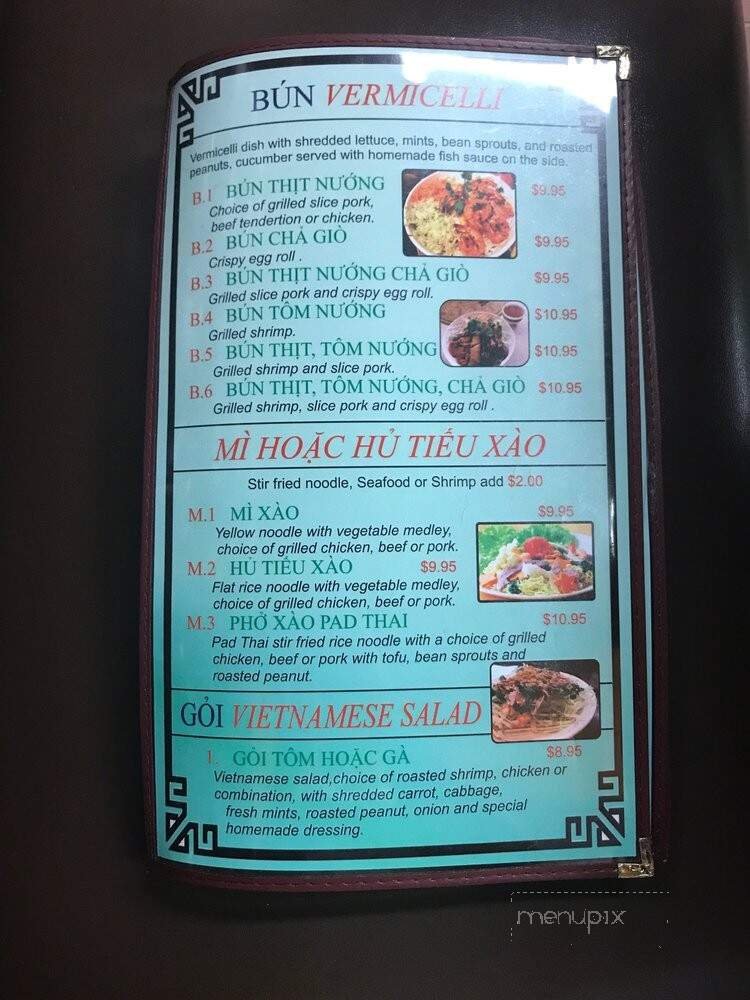 BÚN VERMICELLI
Vermicelli dish with shredded lettuce, mints, bean sprouts, and roasted
peanuts, cucumber served with homemade fish sauce on the side.
B.1 BÚN THỊT NƯỚNG $9.95
Choice of grilled slice pork,
beef tendertion or chicken.
B.2 BÚN CHẢ GIÒ $9.95
Crispy egg roll .
B.3 BÚN THỊT NƯỚNG CHẢ GIÒ $9.95
Grilled slice pork and crispy egg roll.
B.4 BÚN TÔM NƯỚNG $10.95
Grilled shrimp.
B.5 BÚN THỊT, TÔM NƯỚNG $10.95
Grilled shrimp and slice pork.
B.6 BÚN THỊT, TÔM NƯỚNG, CHẢ GIÒ $10.95
Grilled shrimp, slice pork and crispy egg roll .
MÌ HOẶC HỦ TIẾU XÀO
Stir fried noodle, Seafood or Shrimp add $2.00
M.1 MÌ XÀO $9.95
Yellow noodle with vegetable medley,
choice of grilled chicken, beef or pork.
M.2 HỦ TIẾU XÀO $9.95
Flat rice noodle with vegetable medley,
choice of grilled chicken, beef or pork.
M.3 PHỞ XÀO PAD THAI $10.95
Pad Thai stir fried rice noodle with a choice of grilled
chicken, beef or pork with tofu, bean sprouts and
roasted peanut.
GỎI VIETNAMESE SALAD
1. GỎI TÔM HOẶC GÀ $8.95
Vietnamese salad,choice of roasted shrimp, chicken or
combination, with shredded carrot, cabbage,
fresh mints, roasted peanut, onion and special
homemade dressing.
menupix